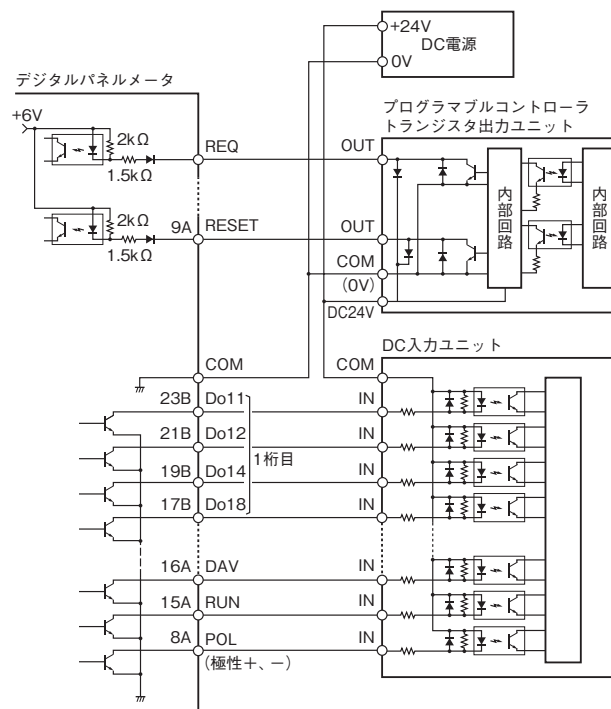 +24V
DC電源
0V
デジタルパネルメータ
+6V
2kΩ
1.5kΩ
REQ
2kΩ
1.5kΩ
9A
RESET
プログラマブルコントローラ
トランジスタ出力ユニット
OUT
OUT
COM
(0V)
DC24V
内部回路
内部回路
DC入力ユニット
COM
COM
23B Do11 IN
21B Do12 IN
1桁目
19B Do14 IN
17B Do18 IN
16A DAV IN
15A RUN IN
8A POL IN
(極性+、−)